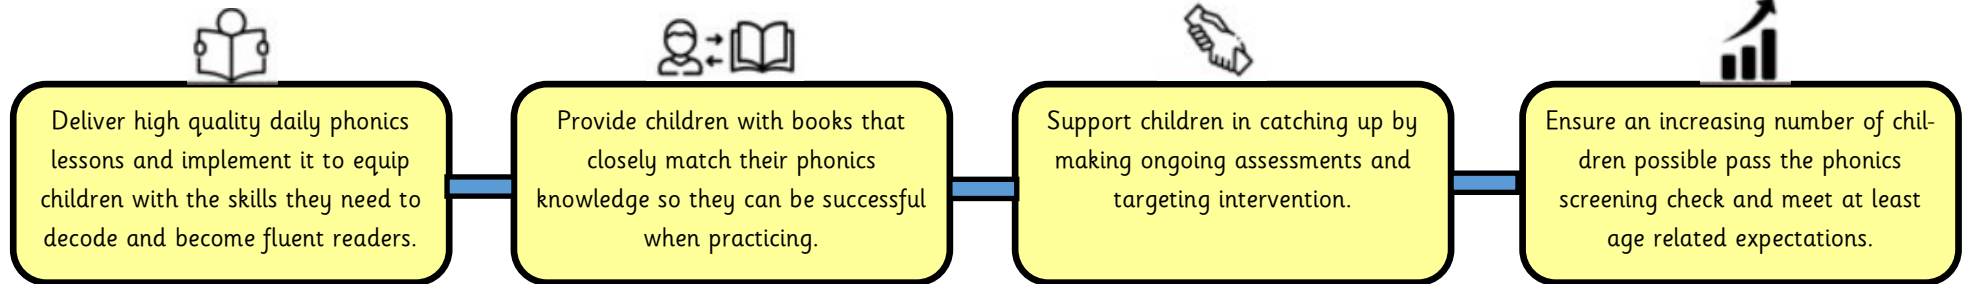 Deliver high quality daily phonics
lessons and implement it to equip
children with the skills they need to
decode and become fluent readers.
Provide children with books that
closely match their phonics
knowledge so they can be successful
when practicing.
Support children in catching up by
making ongoing assessments and
targeting intervention.
Ensure an increasing number of chil-
dren possible pass the phonics
screening check and meet at least
age related expectations.